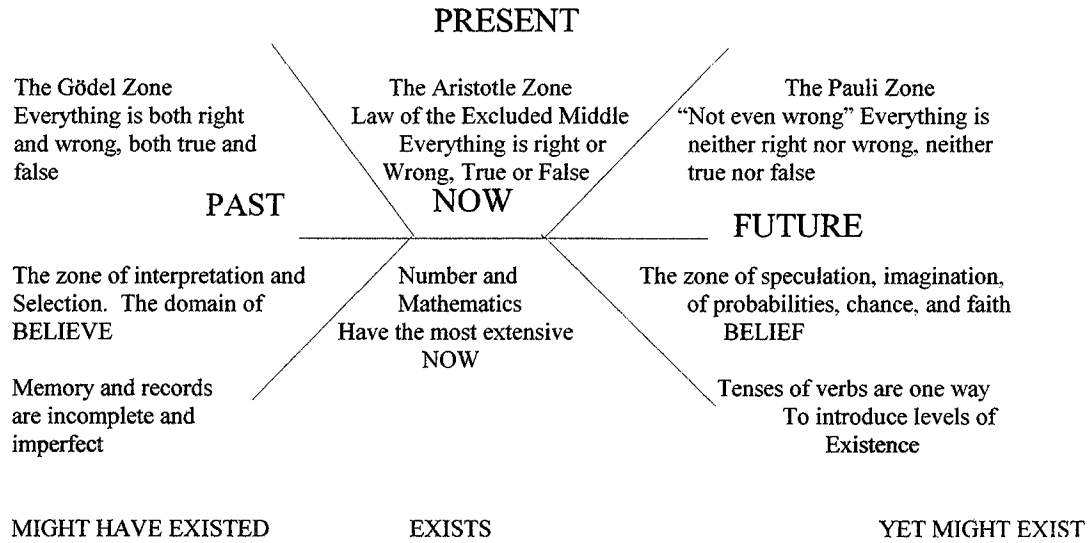 PRESENT
The Gödel Zone
Everything is both right
and wrong, both true and
false
The Aristotle Zone
Law of the Excluded Middle
Everything is right or
Wrong, True or False
The Pauli Zone
“Not even wrong” Everything is
neither right nor wrong, neither
true nor false
PAST
NOW
FUTURE
The zone of interpretation and
Selection. The domain of
BELIEVE
Number and
Mathematics
Have the most extensive
NOW
The zone of speculation, imagination,
of probabilities, chance, and faith
BELIEF
Memory and records
are incomplete and
imperfect
Tenses of verbs are one way
To introduce levels of
Existence
MIGHT HAVE EXISTED
EXISTS
YET MIGHT EXIST